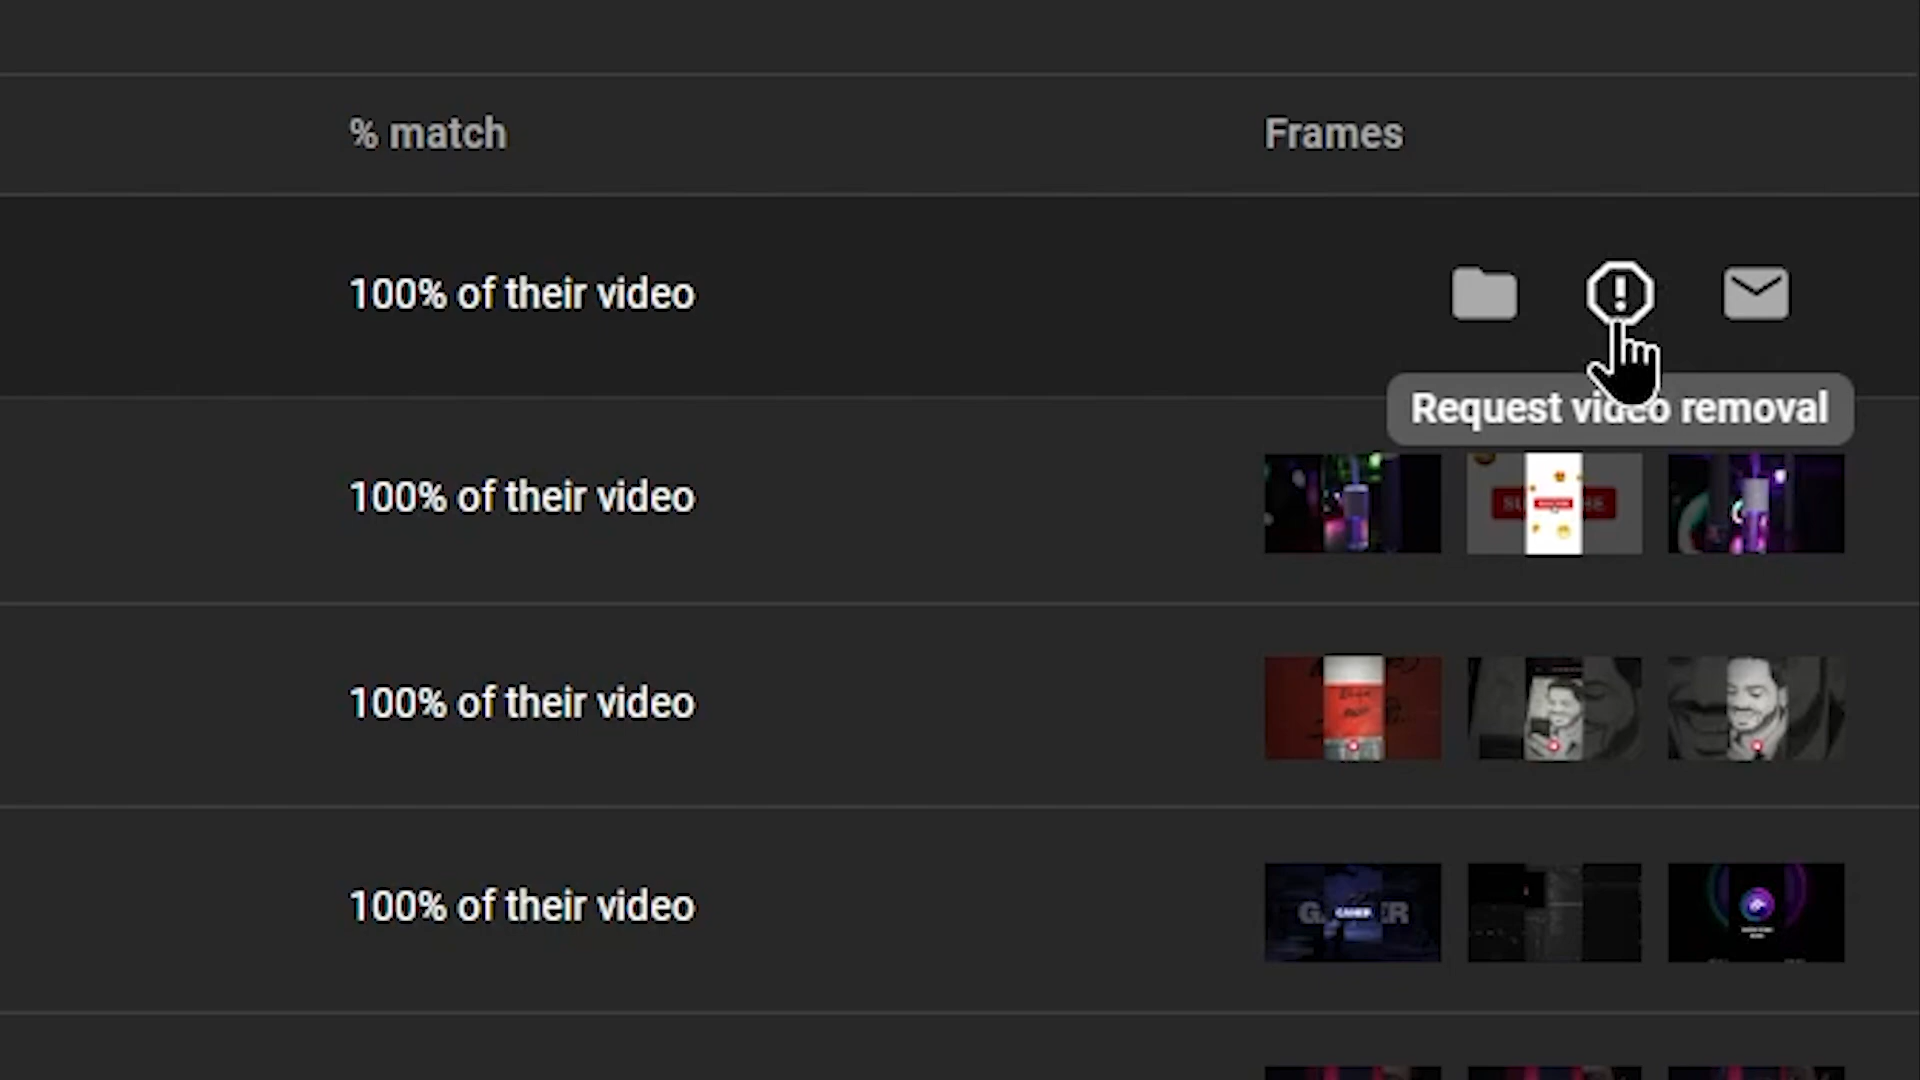 % match Frames
100% of their video
Request video removal
100% of their video
100% of their video
100% of their video
GAMER